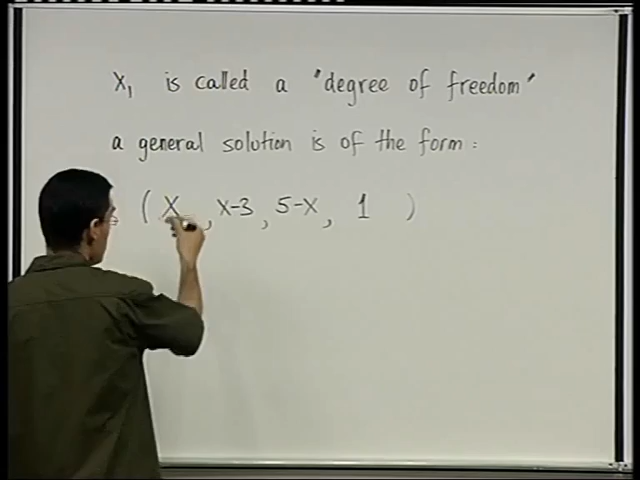 x₁ is called a "degree of freedom"
a general solution is of the form:
( x , x-3 , 5-x , 1 )